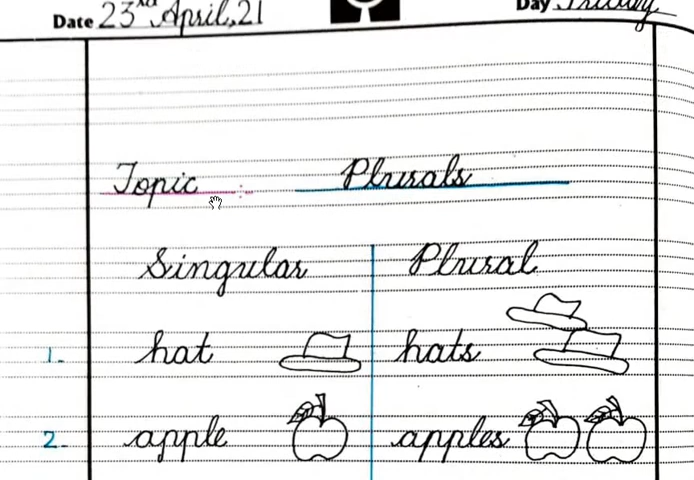 Date 23rd April, 21 Day Friday
Topic : Plurals
Singular Plural
1. hat hats
2. apple apples